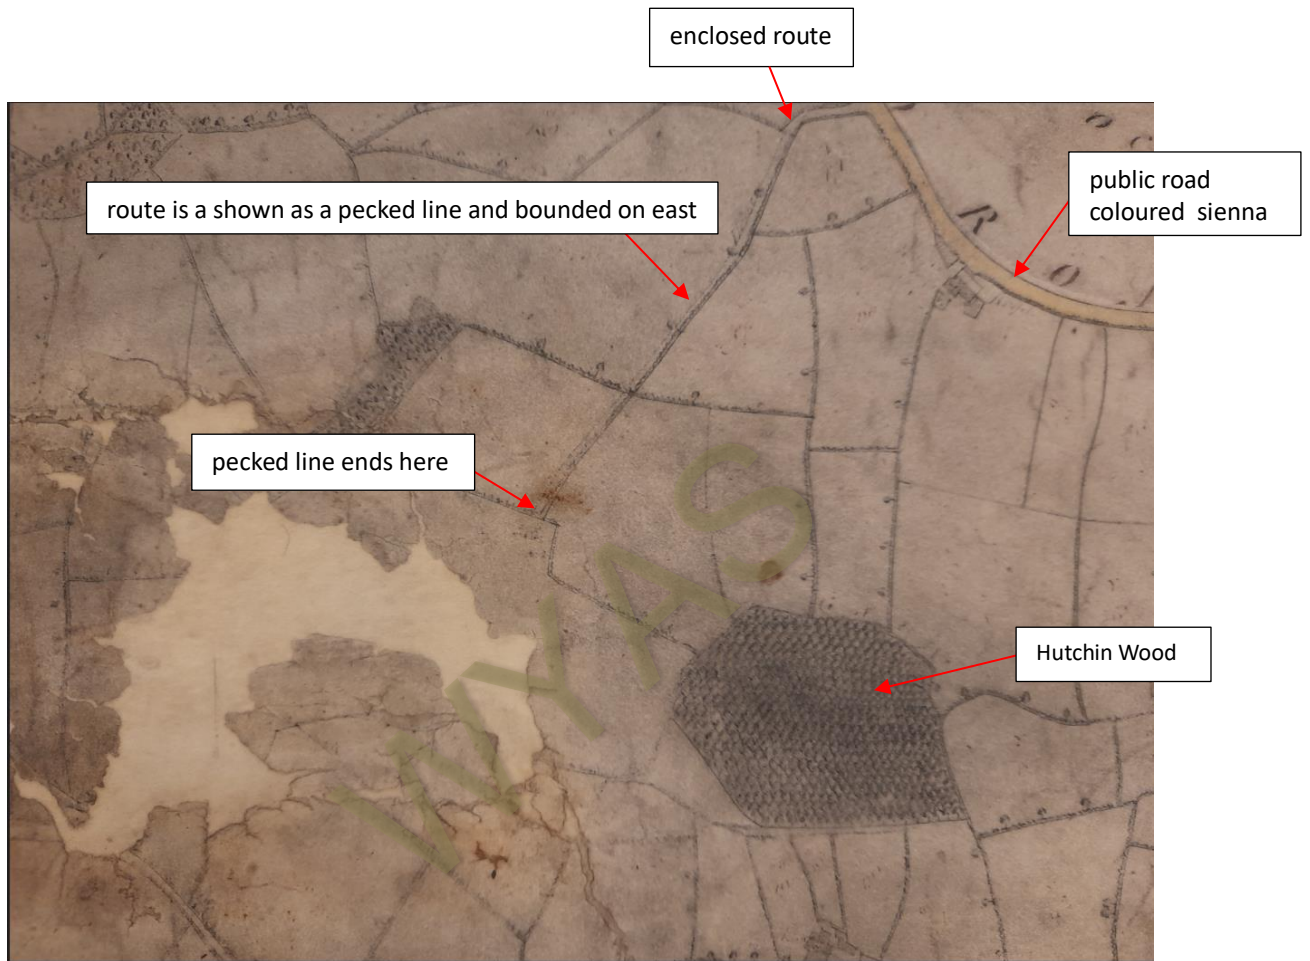 enclosed route
public road
coloured sienna
route is a shown as a pecked line and bounded on east
R
O
pecked line ends here
WYAS
Hutchin Wood